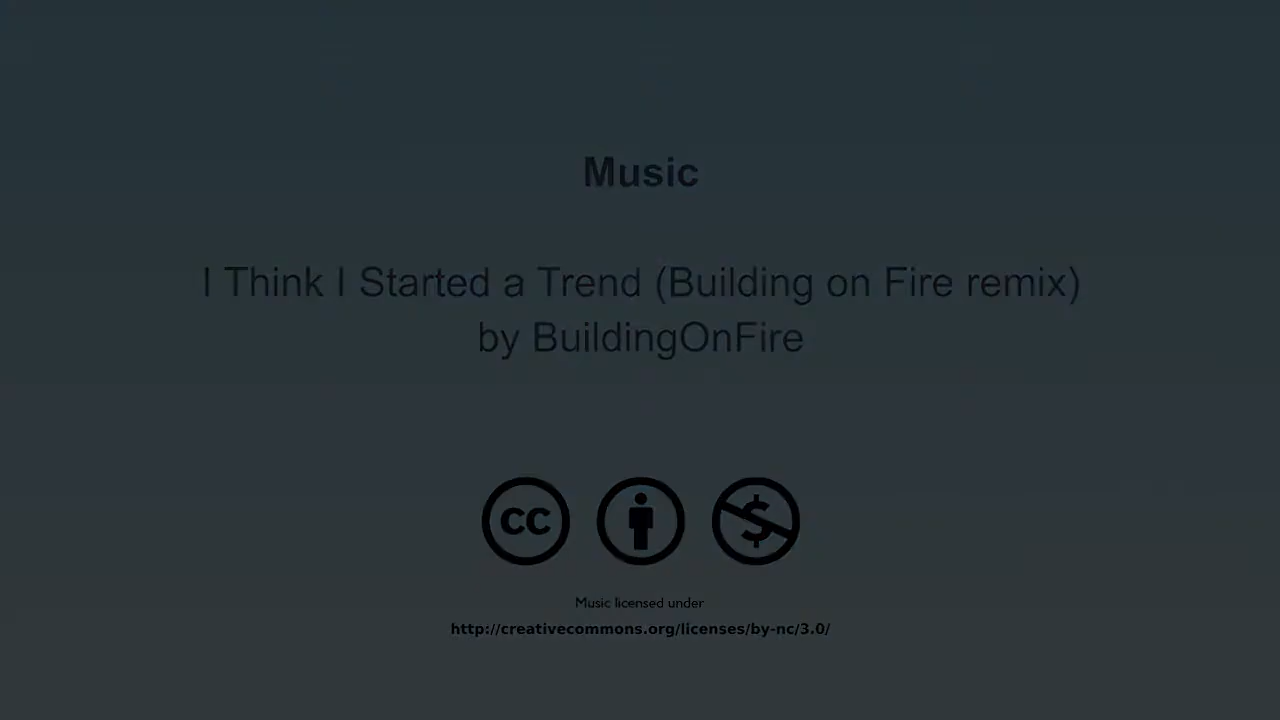 Music
I Think I Started a Trend (Building on Fire remix)
by BuildingOnFire
CC
$
Music licensed under
http://creativecommons.org/licenses/by-nc/3.0/